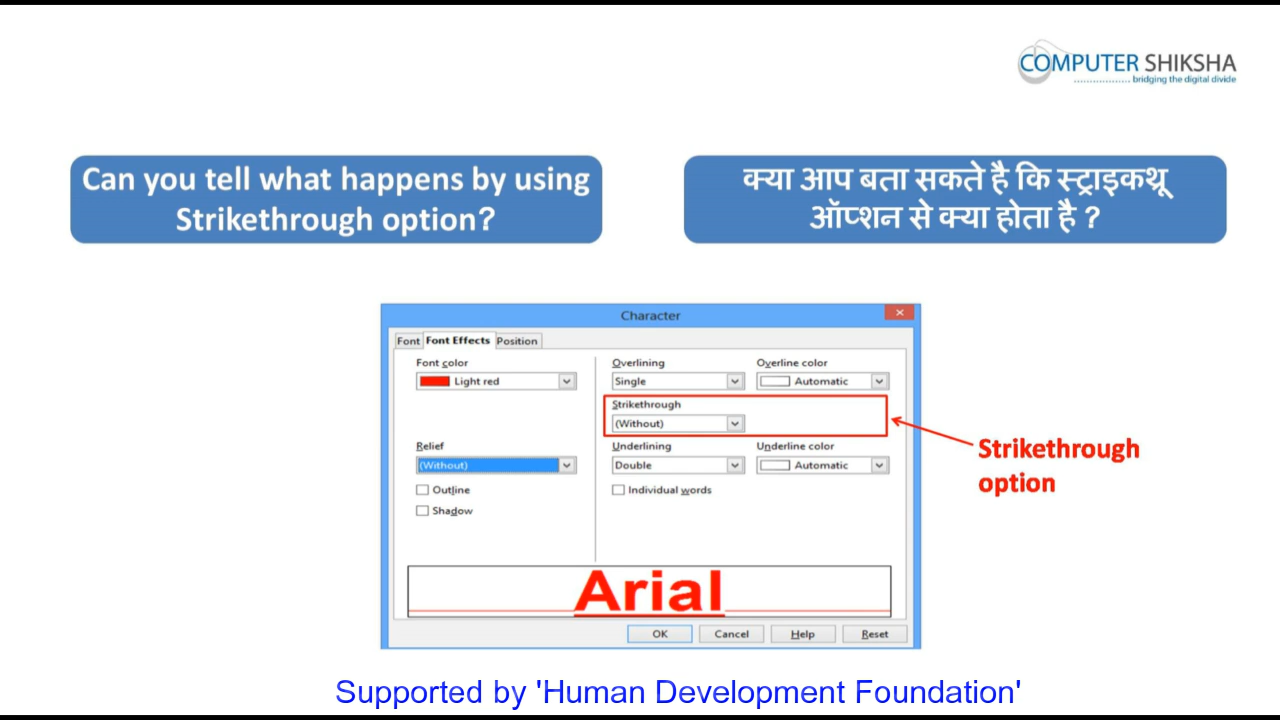 COMPUTER SHIKSHA
bridging the digital divide
Can you tell what happens by using
Strikethrough option?
क्या आप बता सकते है कि स्ट्राइकथ्रू
ऑप्शन से क्या होता है ?
Character
Font Font Effects Position
Font color
Light red
Overlining
Single
Overline color
Automatic
Strikethrough
(Without)
Relief
(Without)
Underlining
Double
Underline color
Automatic
Outline
Individual words
Shadow
Strikethrough
option
Arial
OK Cancel Help Reset
Supported by 'Human Development Foundation'